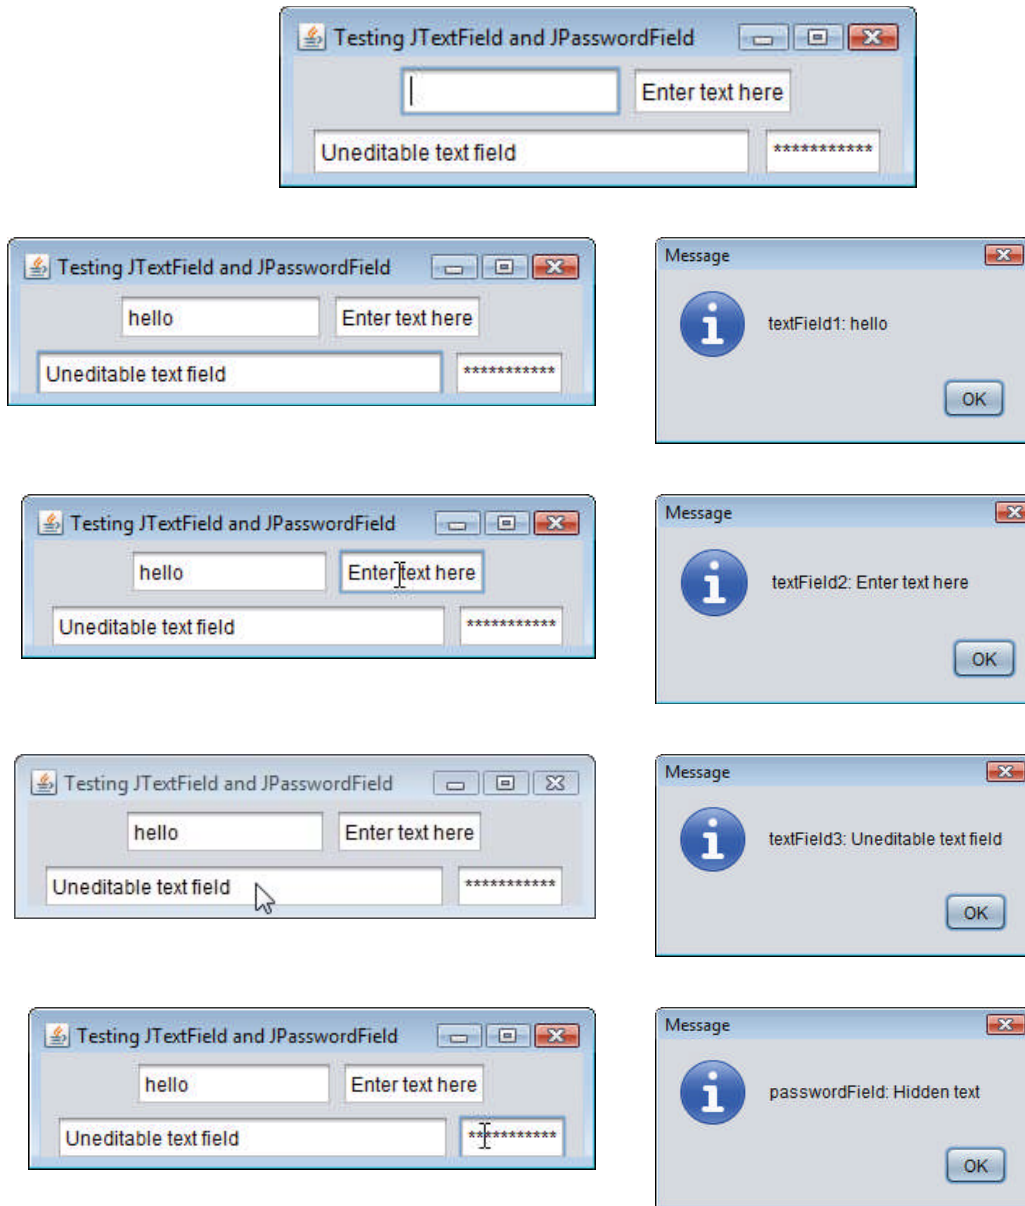 Testing JTextField and JPasswordField
Enter text here
Uneditable text field ***********
Testing JTextField and JPasswordField
hello Enter text here
Uneditable text field ***********
Message
textField1: hello
OK
Testing JTextField and JPasswordField
hello Enter text here
Uneditable text field ***********
Message
textField2: Enter text here
OK
Testing JTextField and JPasswordField
hello Enter text here
Uneditable text field ***********
Message
textField3: Uneditable text field
OK
Testing JTextField and JPasswordField
hello Enter text here
Uneditable text field ***********
Message
passwordField: Hidden text
OK